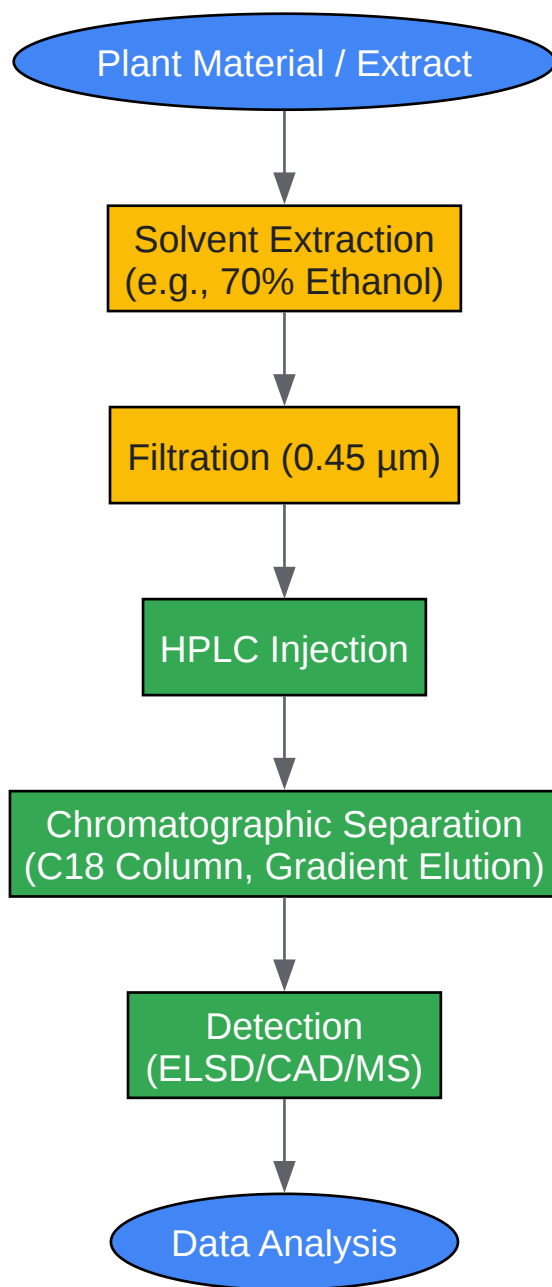 Plant Material / Extract
Solvent Extraction
(e.g., 70% Ethanol)
Filtration (0.45 µm)
HPLC Injection
Chromatographic Separation
(C18 Column, Gradient Elution)
Detection
(ELSD/CAD/MS)
Data Analysis